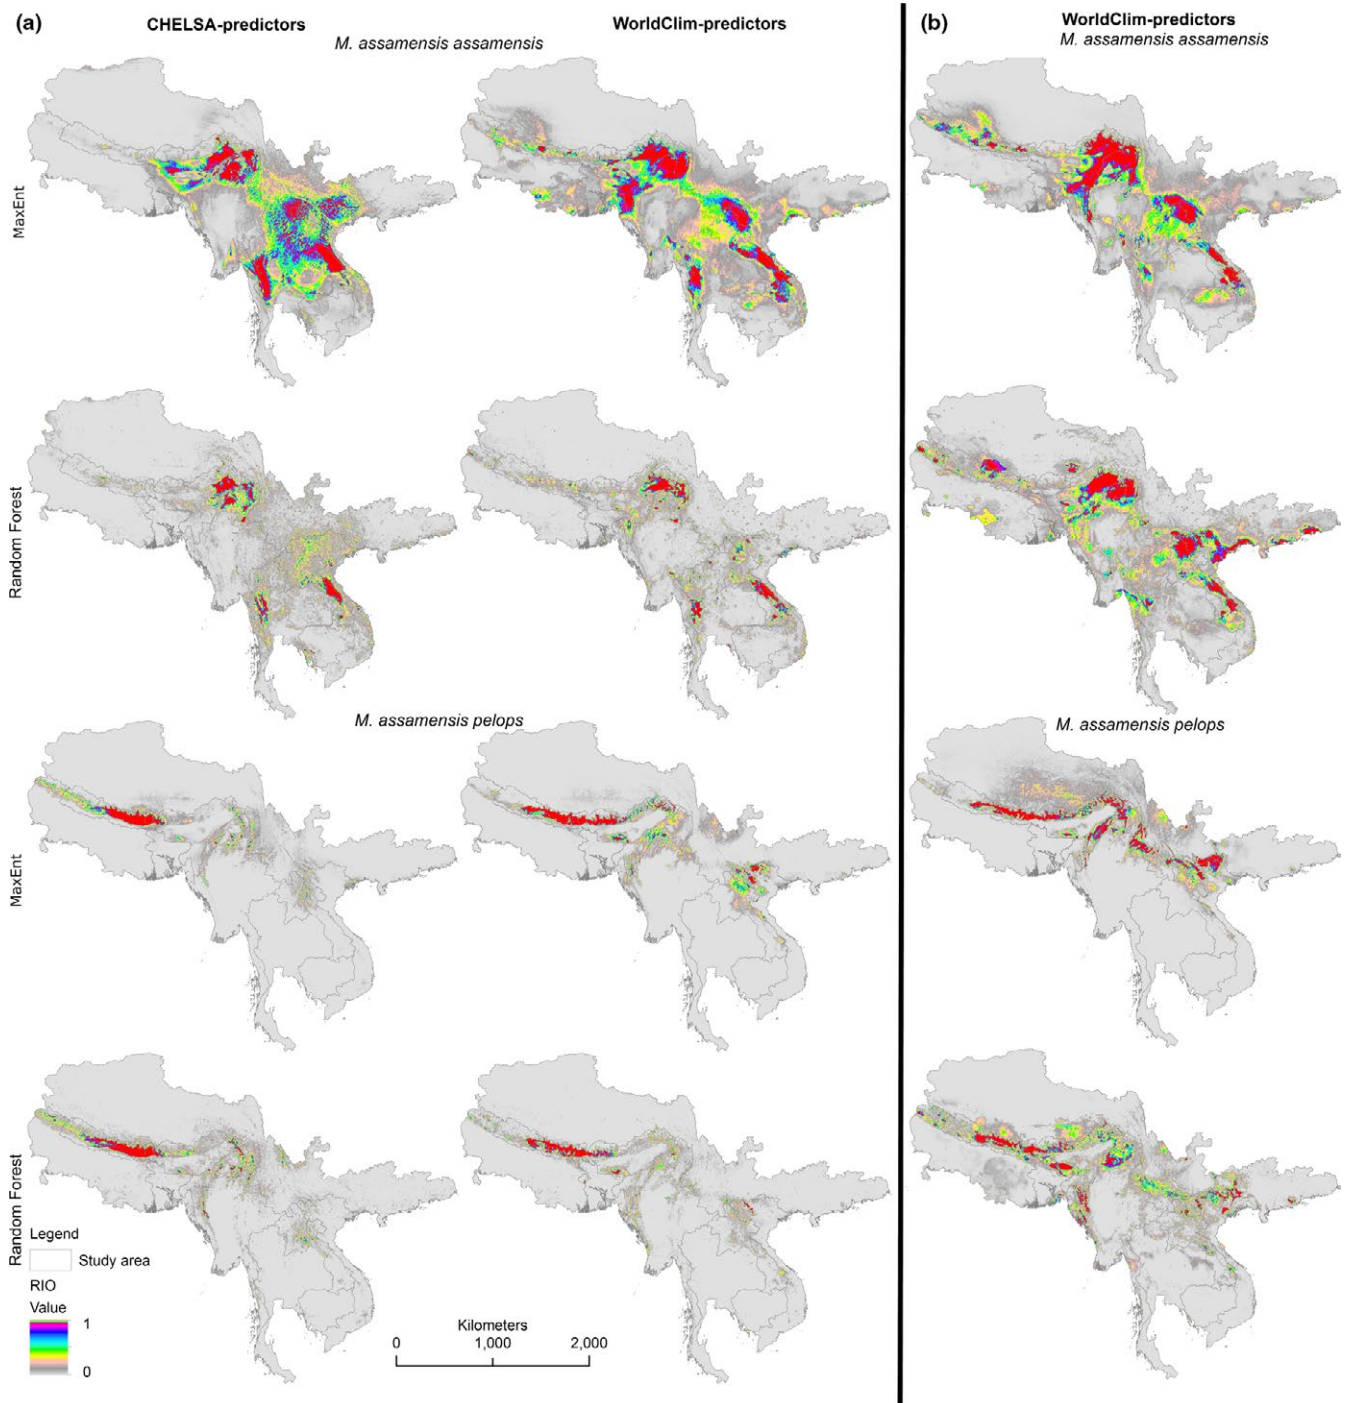 (a)
CHELSA-predictors
WorldClim-predictors
M. assamensis assamensis
(b)
WorldClim-predictors
M. assamensis assamensis
MaxEnt
Random Forest
M. assamensis pelops
M. assamensis pelops
MaxEnt
Random Forest
Legend
Study area
RIO
Value
1
0
Kilometers
0 1,000 2,000